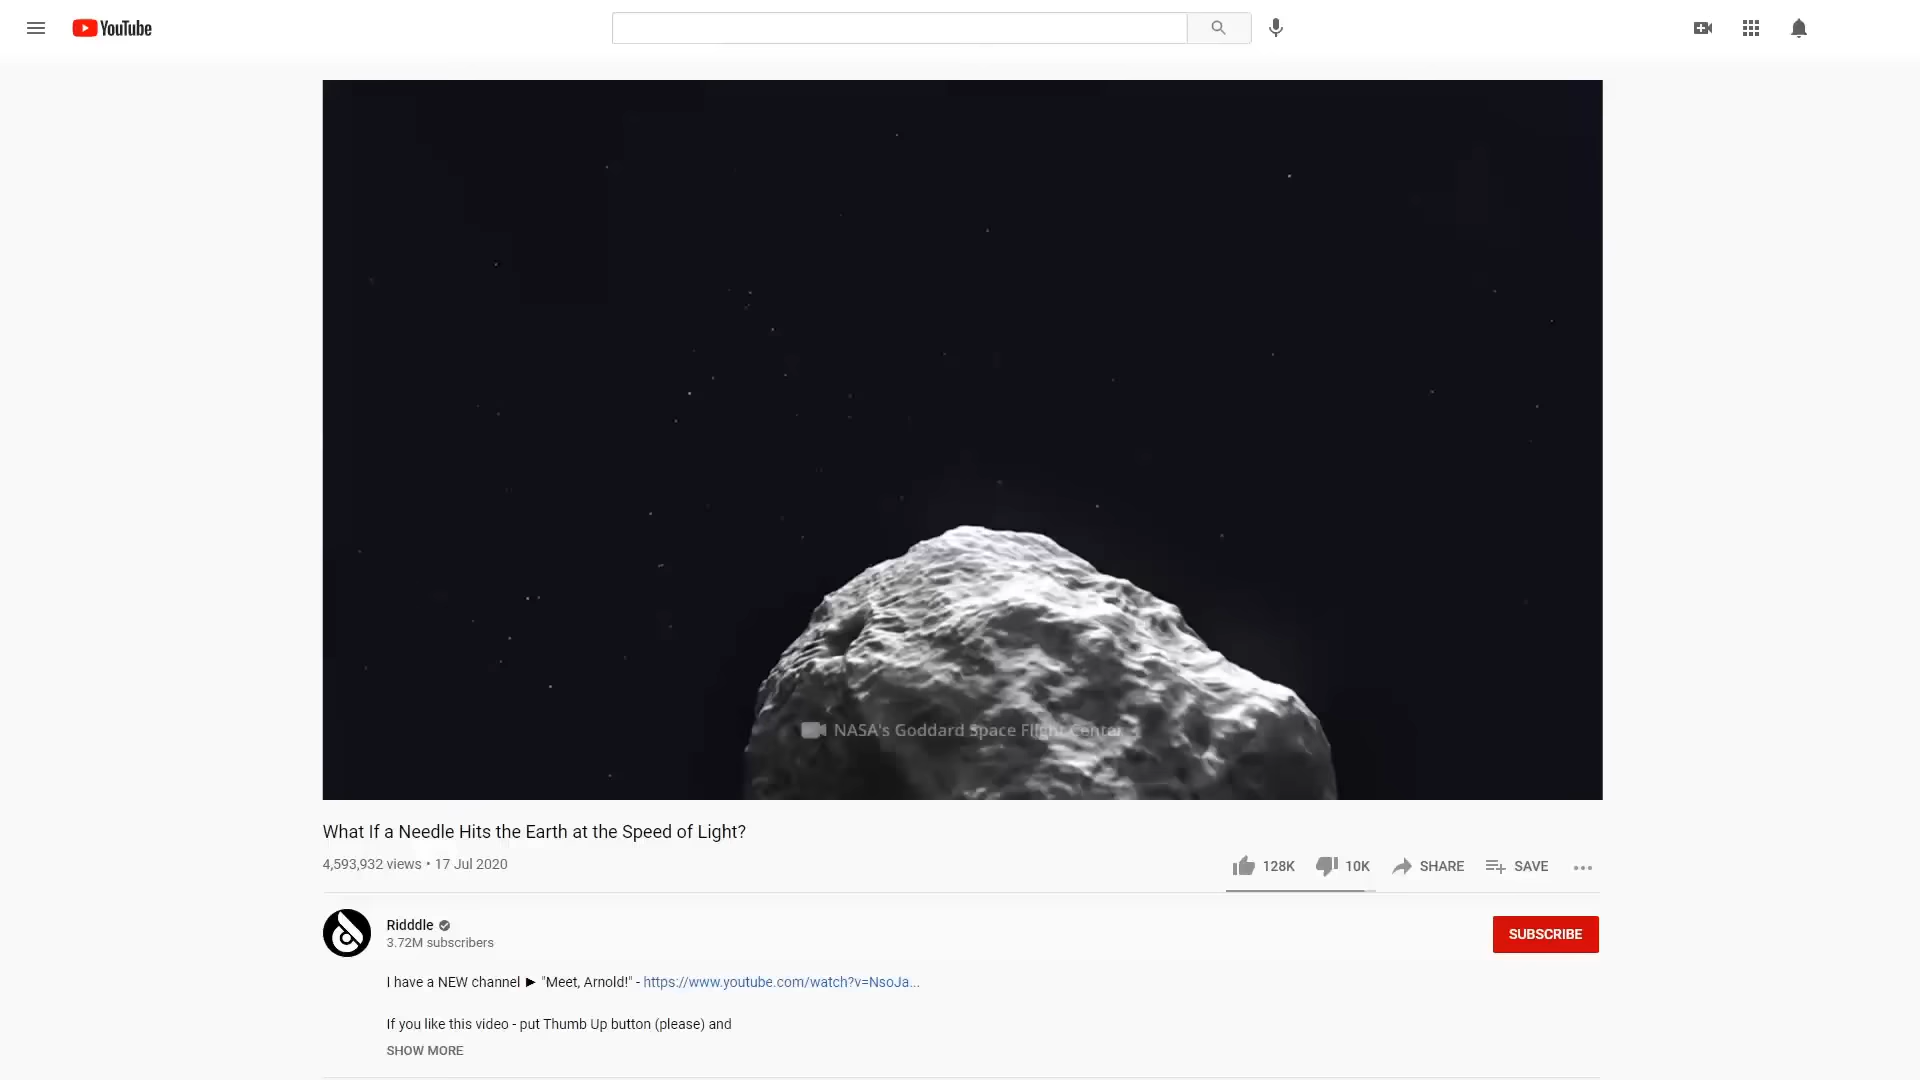 YouTube
NASA's Goddard Space Flight Center
What If a Needle Hits the Earth at the Speed of Light?
4,593,932 views • 17 Jul 2020
128K
10K
SHARE
SAVE
Ridddle
3.72M subscribers
SUBSCRIBE
I have a NEW channel ► "Meet, Arnold!" - https://www.youtube.com/watch?v=NsoJa...
If you like this video - put Thumb Up button (please) and
SHOW MORE